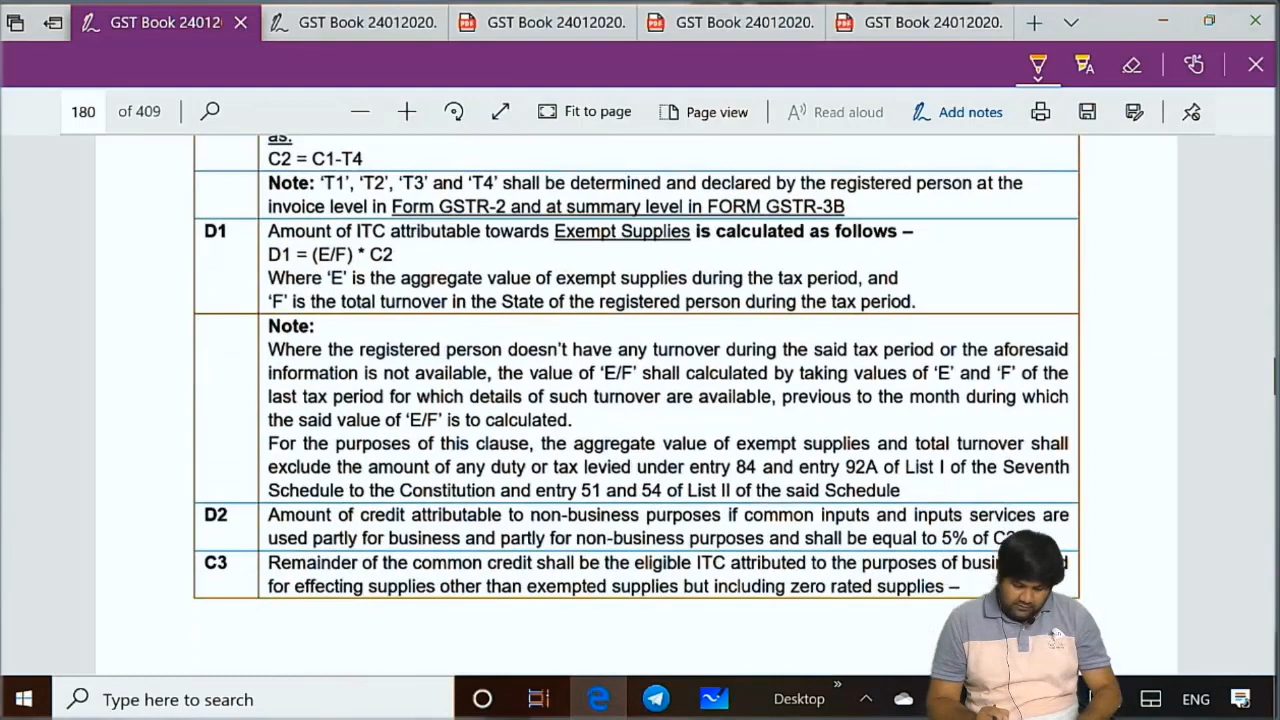 GST Book 24012
GST Book 24012020.
GST Book 24012020.
GST Book 24012020.
GST Book 24012020.
180 of 409
Fit to page
Page view
Read aloud
Add notes
as:
C2 = C1-T4
Note: ‘T1’, ‘T2’, ‘T3’ and ‘T4’ shall be determined and declared by the registered person at the
invoice level in Form GSTR-2 and at summary level in FORM GSTR-3B
D1
Amount of ITC attributable towards Exempt Supplies is calculated as follows –
D1 = (E/F) * C2
Where ‘E’ is the aggregate value of exempt supplies during the tax period, and
‘F’ is the total turnover in the State of the registered person during the tax period.
Note:
Where the registered person doesn’t have any turnover during the said tax period or the aforesaid
information is not available, the value of ‘E/F’ shall calculated by taking values of ‘E’ and ‘F’ of the
last tax period for which details of such turnover are available, previous to the month during which
the said value of ‘E/F’ is to calculated.
For the purposes of this clause, the aggregate value of exempt supplies and total turnover shall
exclude the amount of any duty or tax levied under entry 84 and entry 92A of List I of the Seventh
Schedule to the Constitution and entry 51 and 54 of List II of the said Schedule
D2
Amount of credit attributable to non-business purposes if common inputs and inputs services are
used partly for business and partly for non-business purposes and shall be equal to 5% of
C3
Remainder of the common credit shall be the eligible ITC attributed to the purposes of
for effecting supplies other than exempted supplies but including zero rated supplies –
Type here to search
Desktop
ENG